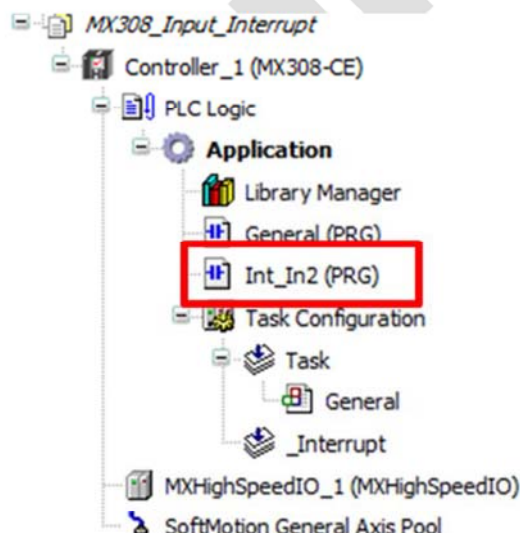 MX308_Input_Interrupt
Controller_1 (MX308-CE)
PLC Logic
Application
Library Manager
General (PRG)
Int_In2 (PRG)
Task Configuration
Task
General
_Interrupt
MXHighSpeedIO_1 (MXHighSpeedIO)
SoftMotion General Axis Pool